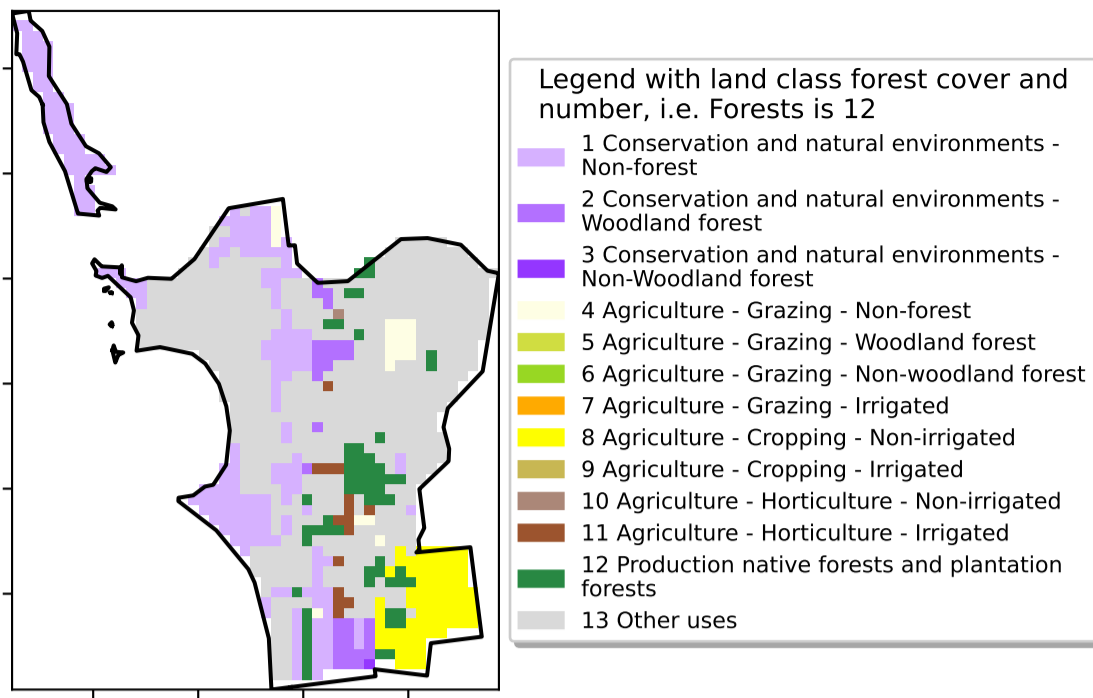 Legend with land class forest cover and
number, i.e. Forests is 12
1 Conservation and natural environments -
Non-forest
2 Conservation and natural environments -
Woodland forest
3 Conservation and natural environments -
Non-Woodland forest
4 Agriculture - Grazing - Non-forest
5 Agriculture - Grazing - Woodland forest
6 Agriculture - Grazing - Non-woodland forest
7 Agriculture - Grazing - Irrigated
8 Agriculture - Cropping - Non-irrigated
9 Agriculture - Cropping - Irrigated
10 Agriculture - Horticulture - Non-irrigated
11 Agriculture - Horticulture - Irrigated
12 Production native forests and plantation
forests
13 Other uses